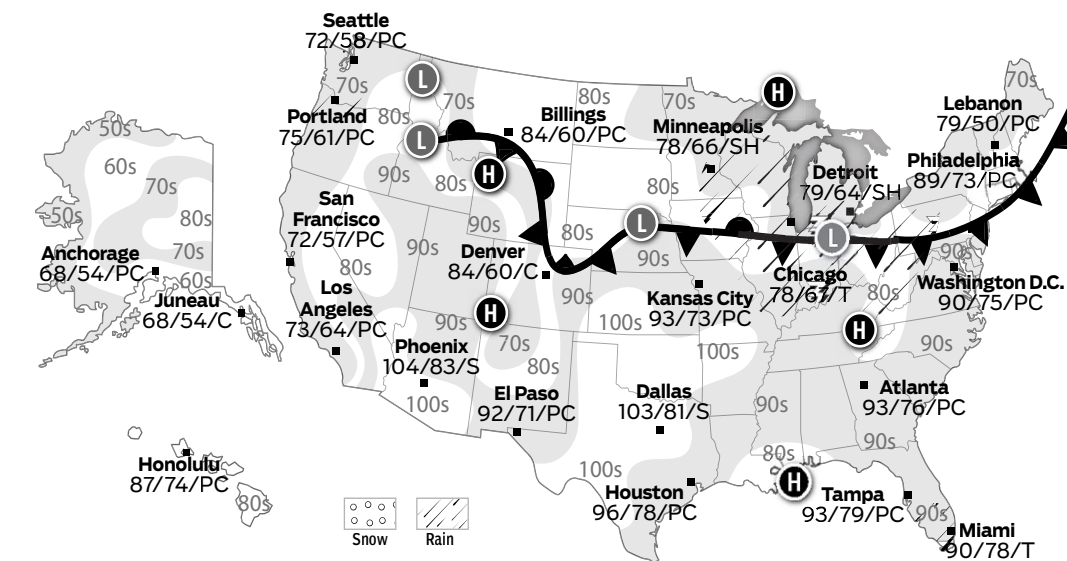 Seattle
72/58/PC
70s
Portland
75/61/PC
80s
L
70s
L
90s
80s
H
Billings
84/60/PC
80s
70s
H
Minneapolis
78/66/SH
80s
Detroit
79/64/SH
70s
Lebanon
79/50/PC
Philadelphia
89/73/PC
50s
60s
70s
50s
80s
70s
60s
Anchorage
68/54/PC
Juneau
68/54/C
San
Francisco
72/57/PC
80s
90s
90s
Los
Angeles
73/64/PC
Denver
84/60/C
80s
90s
L
90s
Kansas City
93/73/PC
L
Chicago
78/67/T
80s
90s
Washington D.C.
90/75/PC
H
90s
H
90s
70s
80s
100s
100s
Phoenix
104/83/S
100s
El Paso
92/71/PC
Dallas
103/81/S
90s
Atlanta
93/76/PC
90s
80s
H
100s
Houston
96/78/PC
Tampa
93/79/PC
90s
Miami
90/78/T
Honolulu
87/74/PC
80s
Snow
Rain